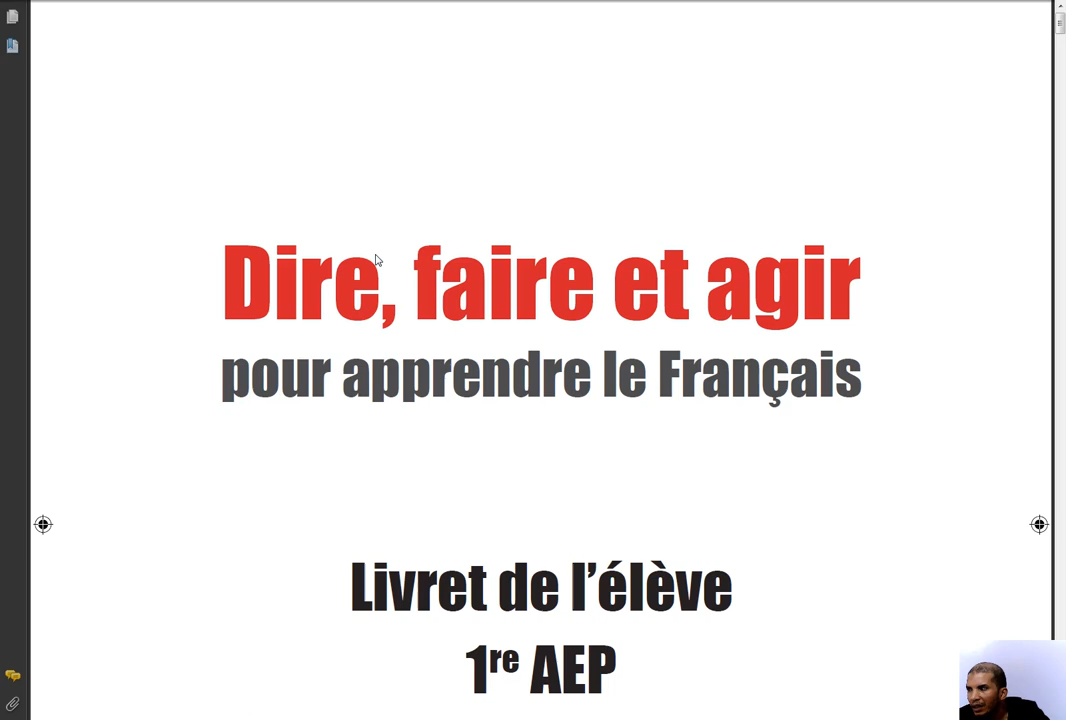 Dire, faire et agir
pour apprendre le Français
Livret de l’élève
1re AEP